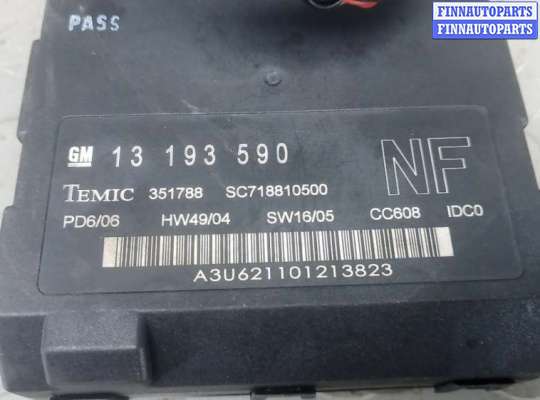 FINNAUTOPARTS
FINNAUTOPARTS
PASS
GM 13 193 590 NF
TEMIC 351788 SC718810500
PD6/06 HW49/04 SW16/05 CC608 IDC0
A3U621101213823